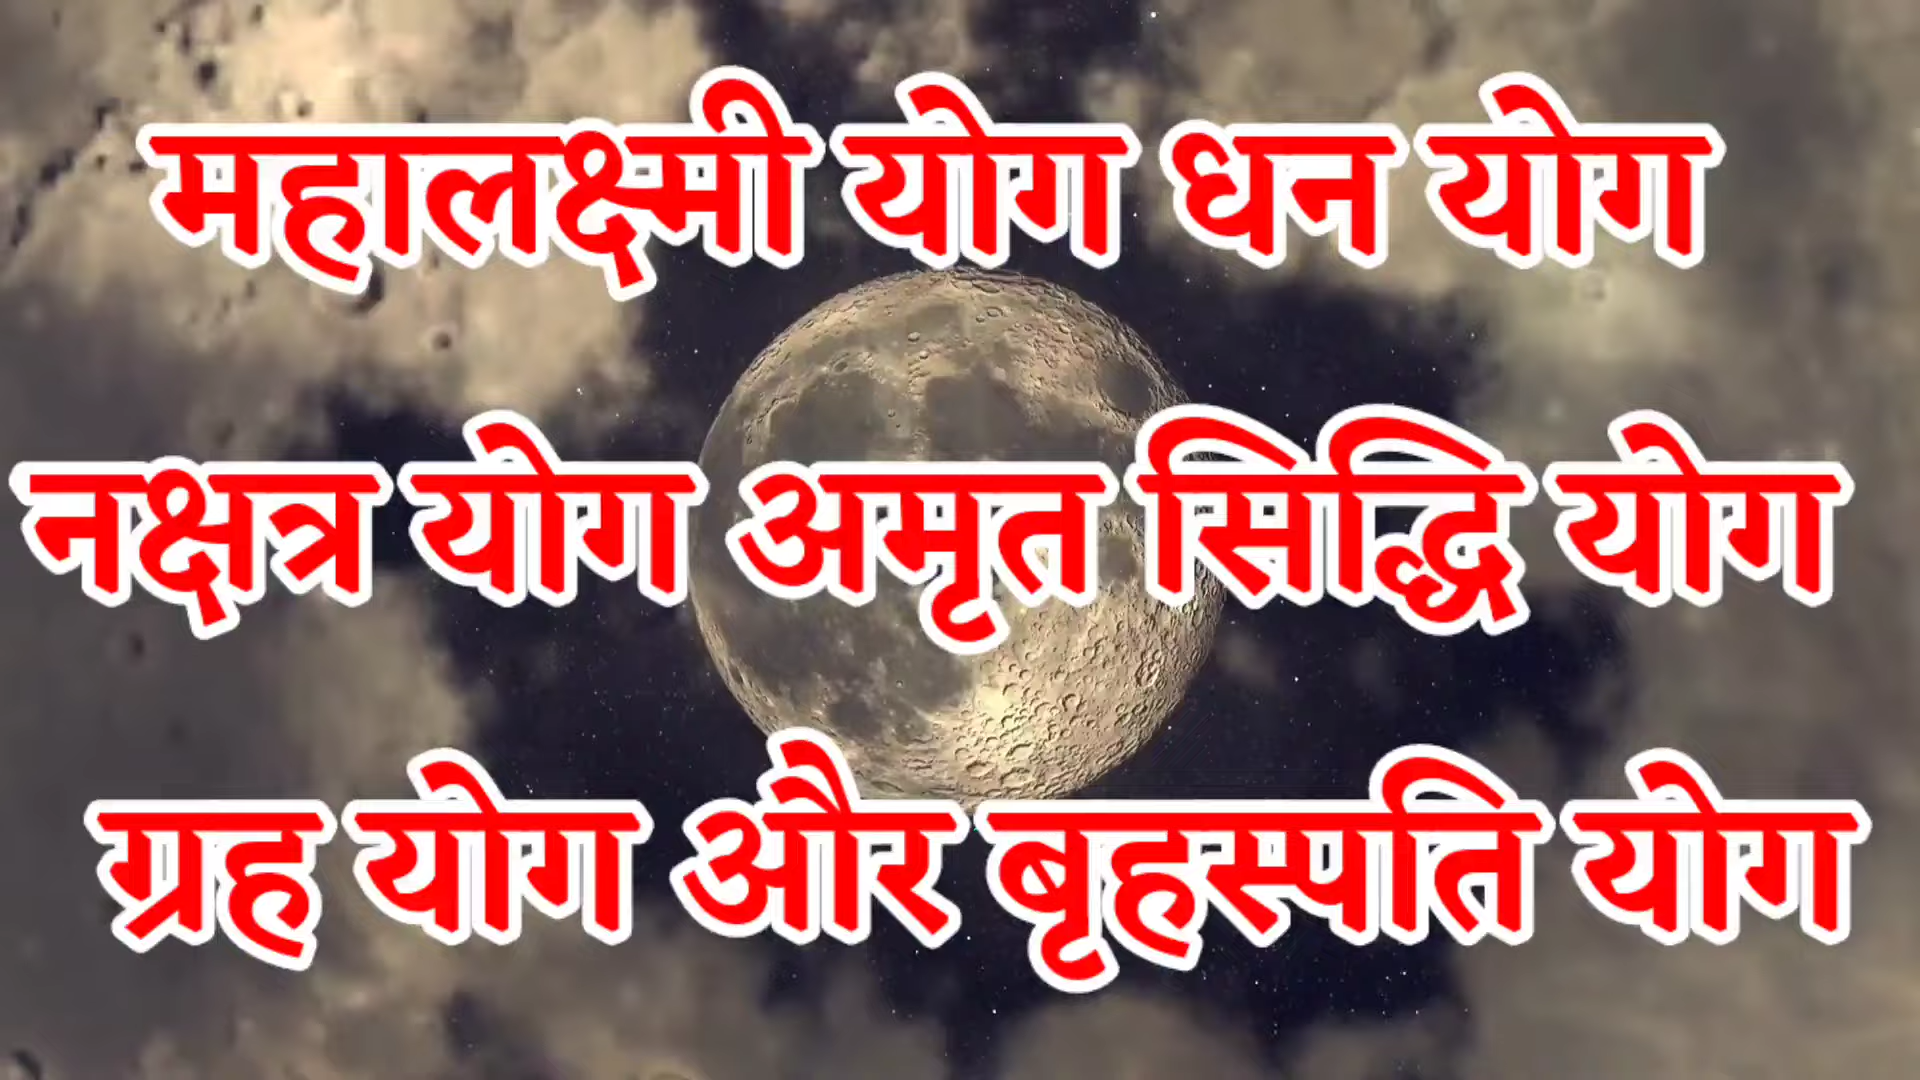 महालक्ष्मी योग धन योग
नक्षत्र योग अमृत सिद्धि योग
ग्रह योग और बृहस्पति योग